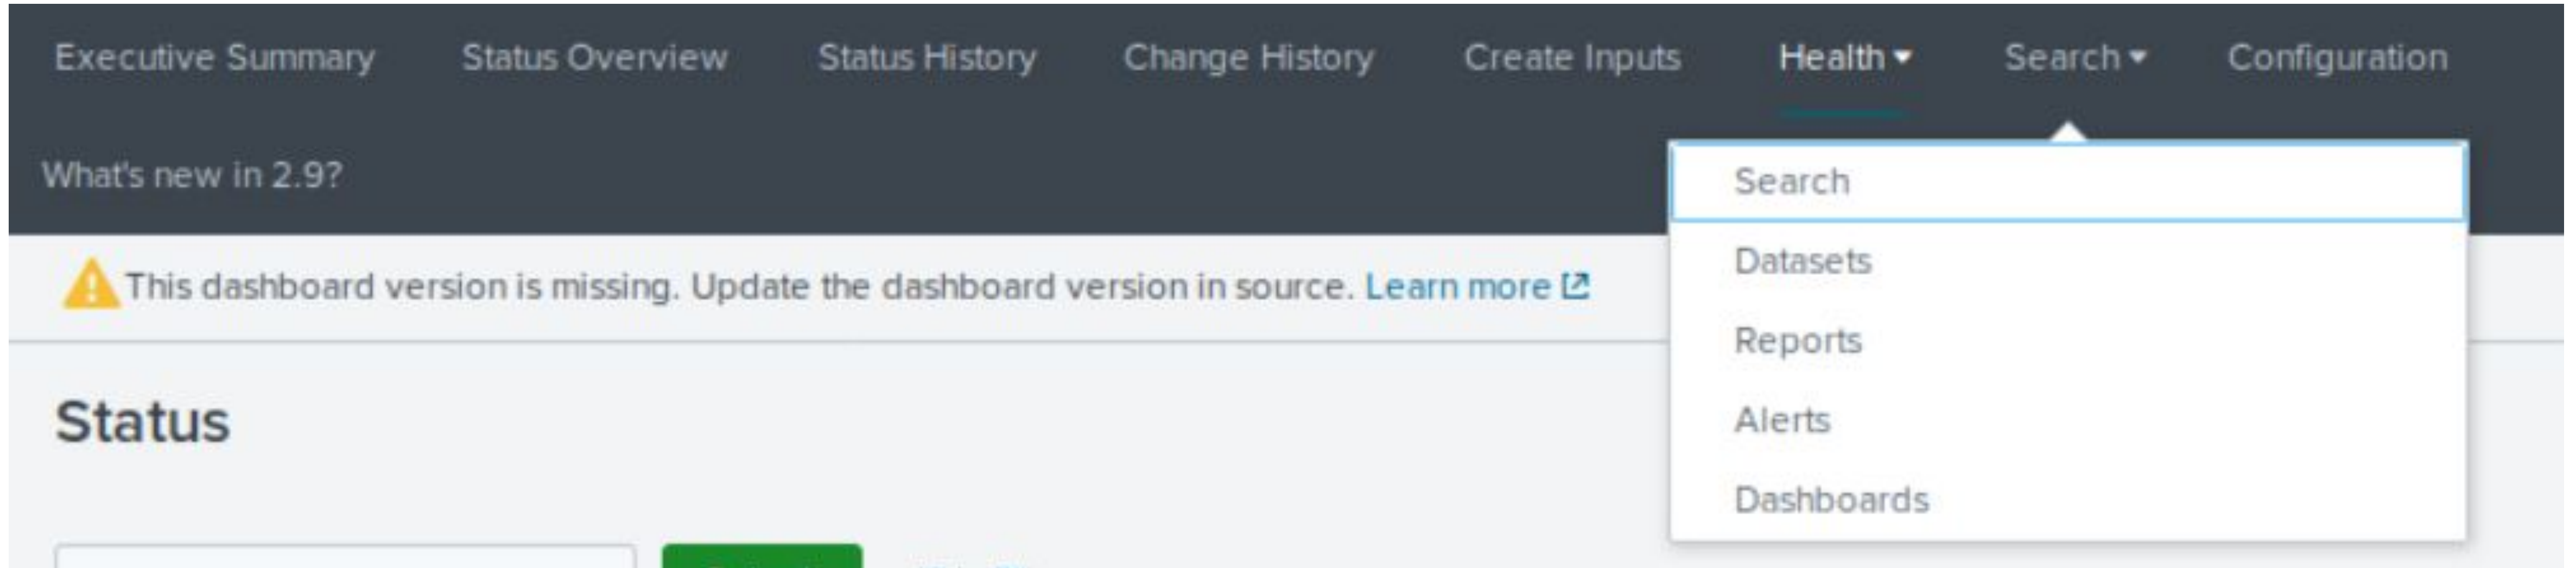 Executive Summary Status Overview Status History Change History Create Inputs Health Search Configuration
What's new in 2.9?
Search
This dashboard version is missing. Update the dashboard version in source. Learn more
Datasets
Reports
Status
Alerts
Dashboards